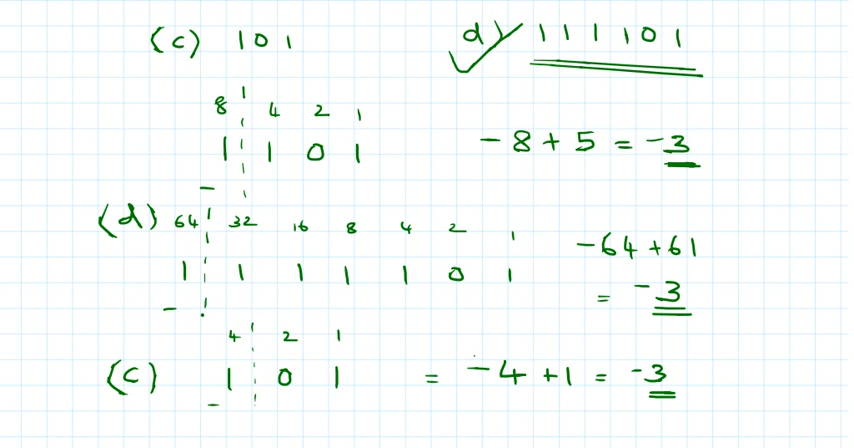 (c) 101 d) 111101
8 4 2 1
1 1 0 1 -8+5 = -3
(d) 64 32 16 8 4 2 1
1 1 1 1 1 0 1 -64+61
= -3
4 2 1
(c) 1 0 1 = -4+1 = -3